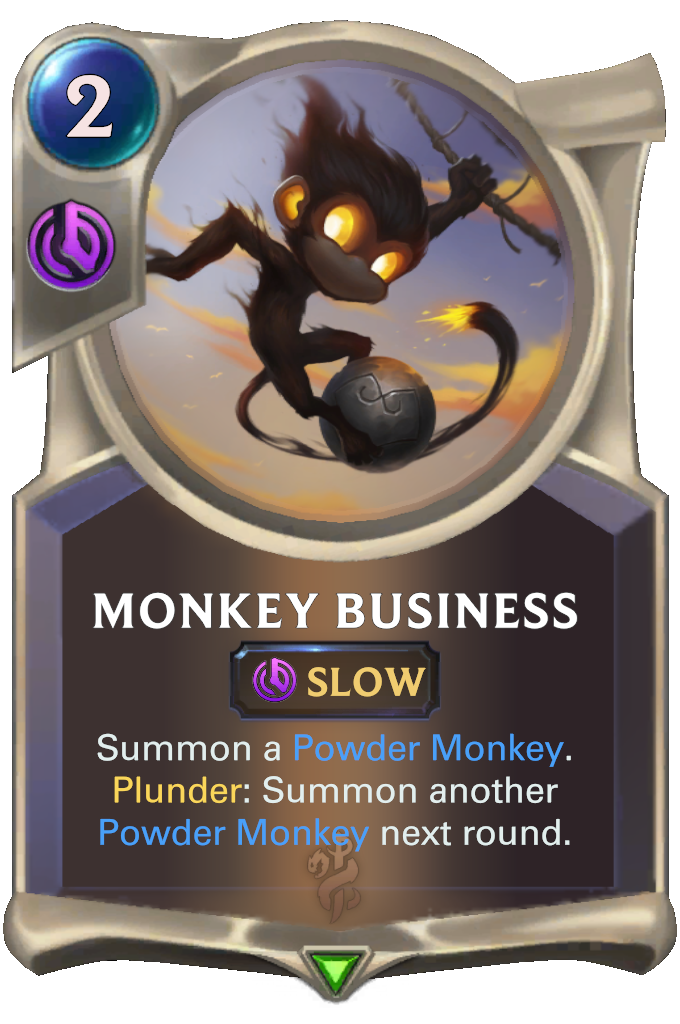 2
MONKEY BUSINESS
SLOW
Summon a Powder Monkey.
Plunder: Summon another
Powder Monkey next round.